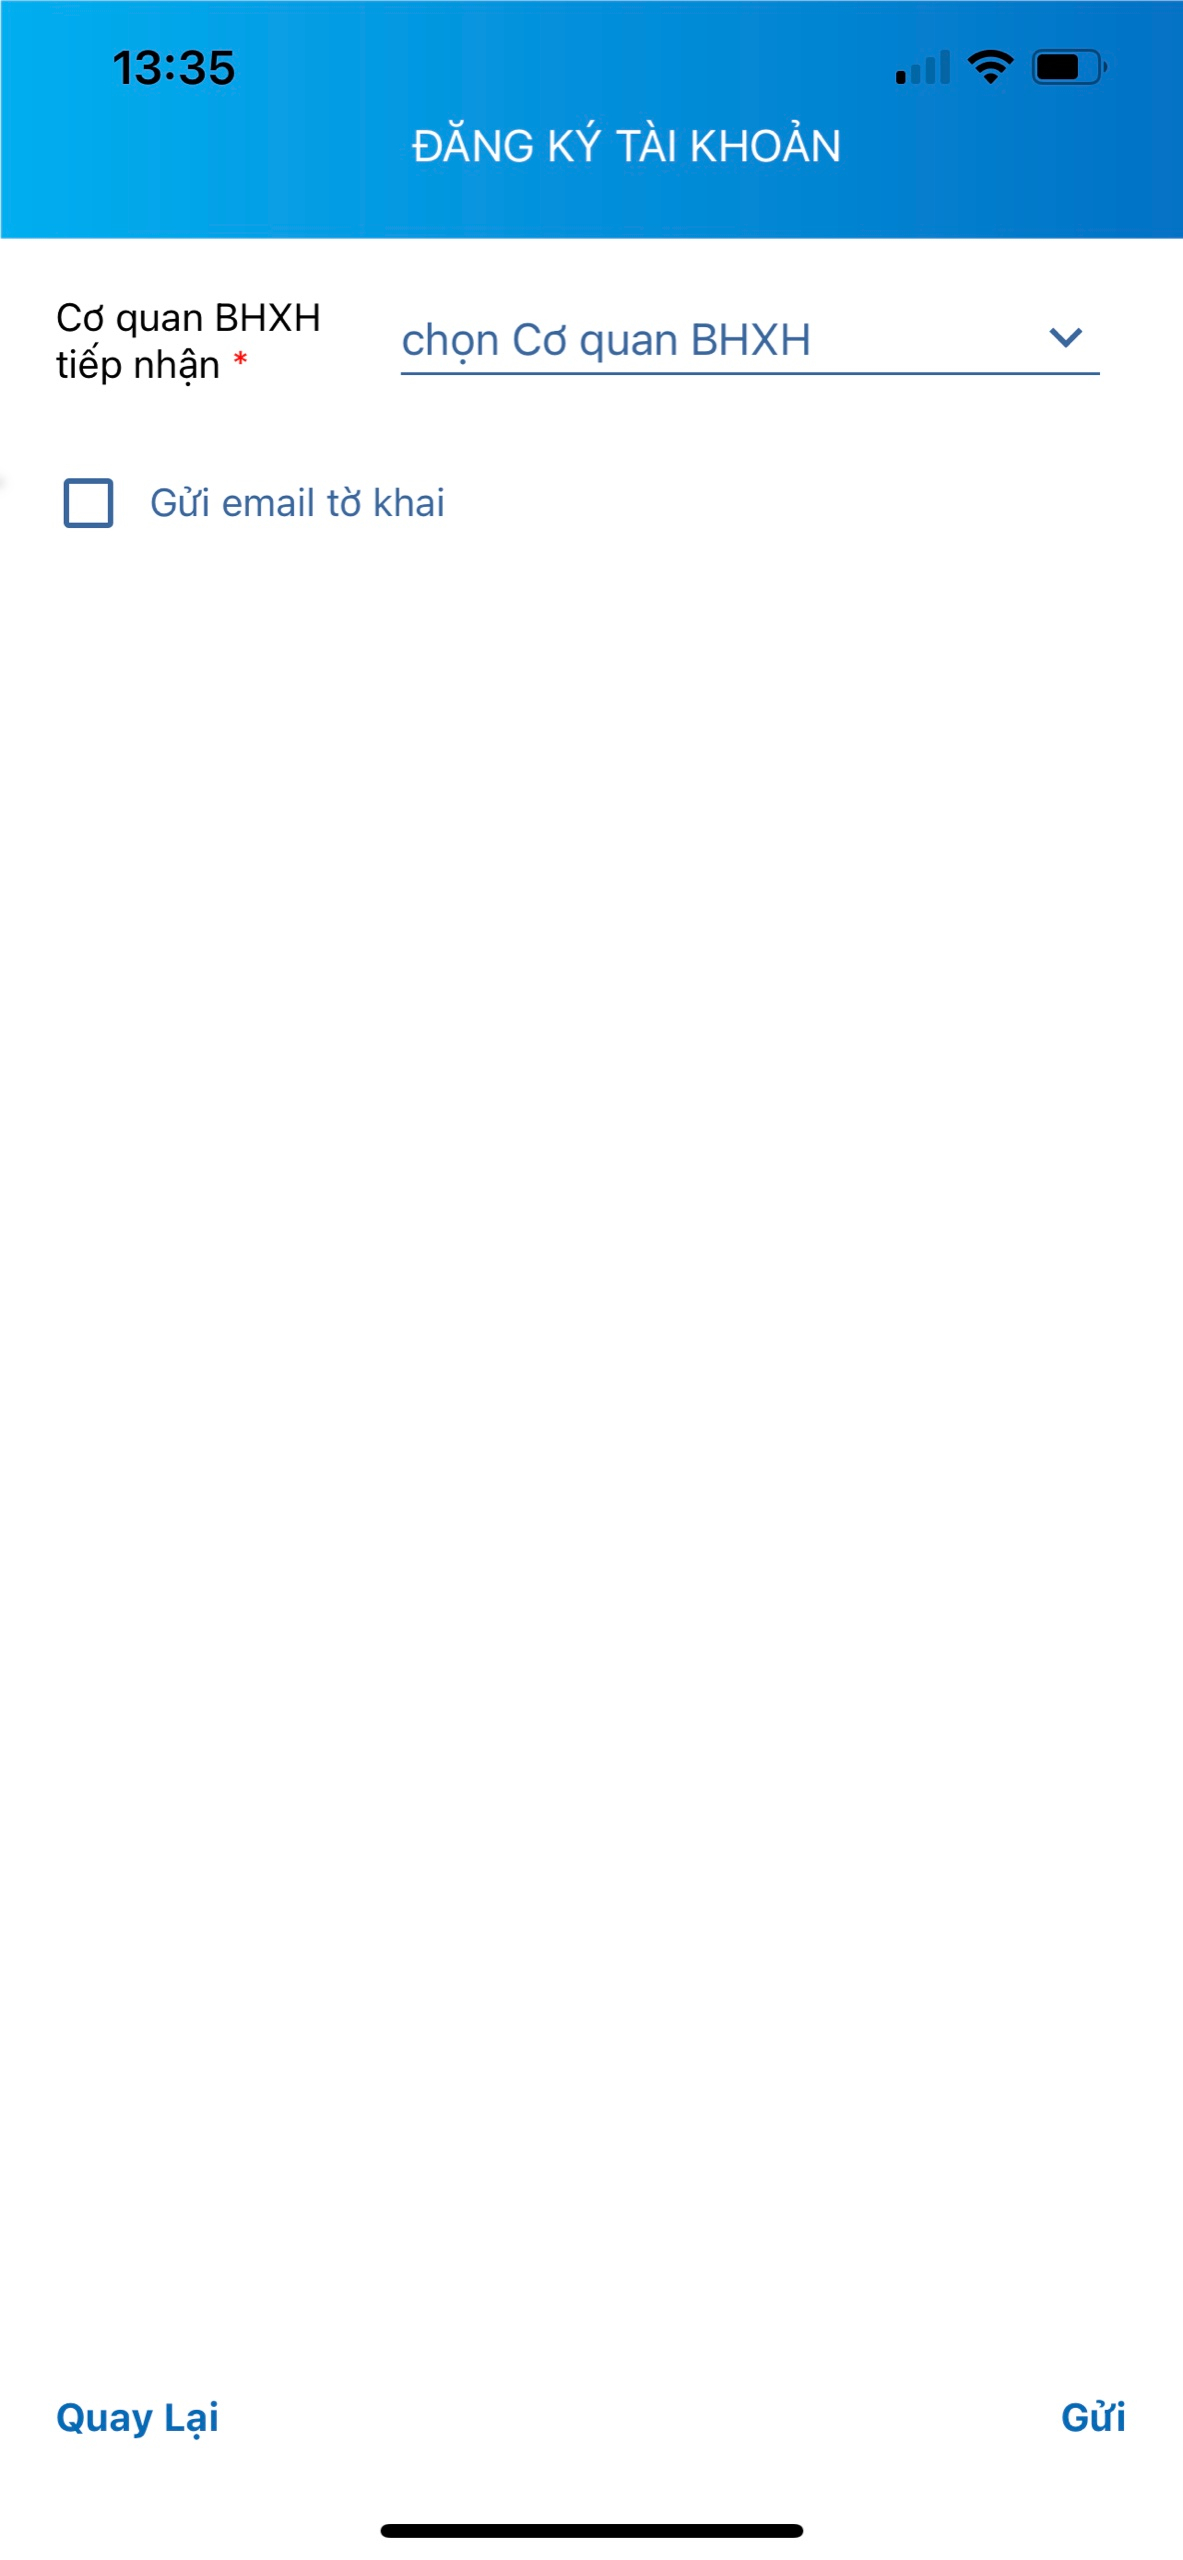 13:35
ĐĂNG KÝ TÀI KHOẢN
Cơ quan BHXH
tiếp nhận *
chọn Cơ quan BHXH
Gửi email tờ khai
Quay Lại
Gửi